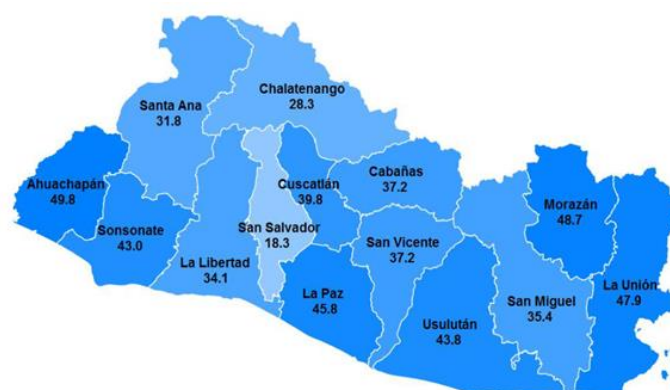 Chalatenango
28.3
Santa Ana
31.8
Cabañas
37.2
Ahuachapán
49.8
Cuscatlán
39.8
Morazán
48.7
Sonsonate
43.0
San Salvador
18.3
San Vicente
37.2
La Libertad
34.1
La Unión
47.9
La Paz
45.8
San Miguel
35.4
Usulután
43.8